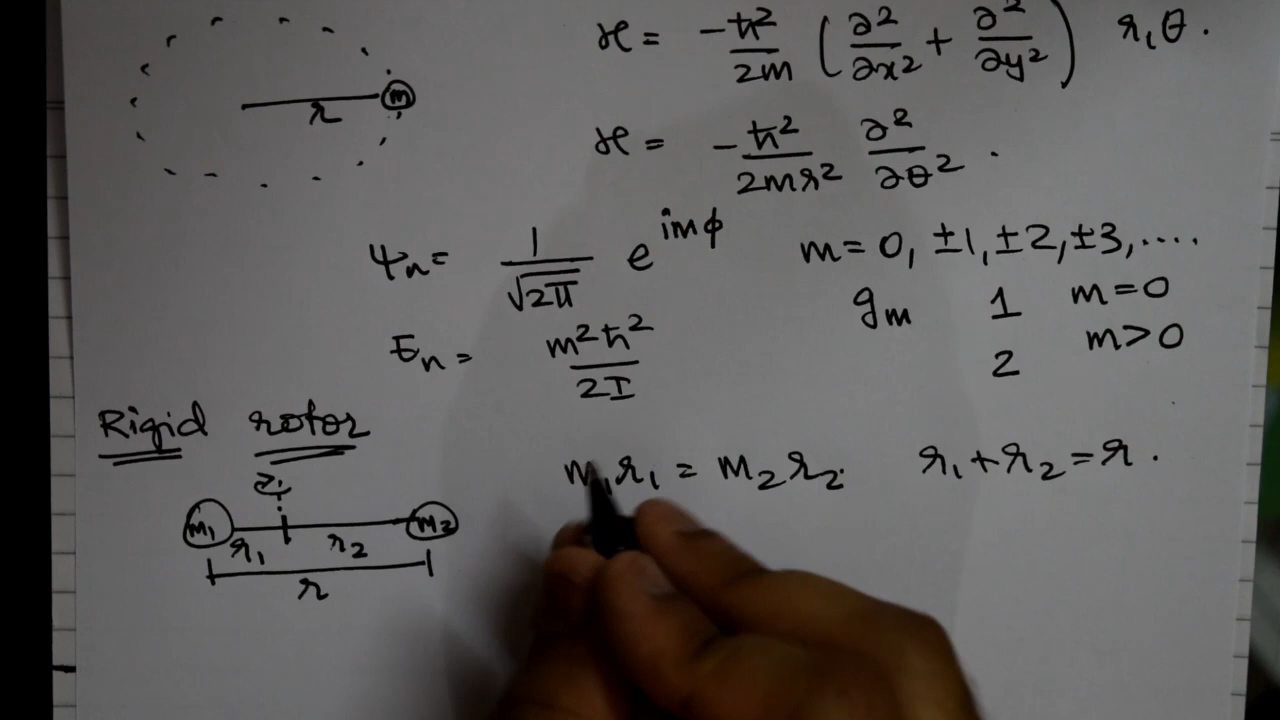 ℋ = -ħ²/2m (∂²/∂x² + ∂²/∂y²) r, θ.
m
r
ℋ = -ħ²/2mr² ∂²/∂θ² .
ψn = 1/√2π e^imϕ m = 0, ±1, ±2, ±3, ....
gm 1 m = 0
2 m > 0
En = m²ħ²/2I
Rigid rotor
m₁r₁ = m₂r₂. r₁ + r₂ = r .
m₁ m₂
r₁ r₂
r